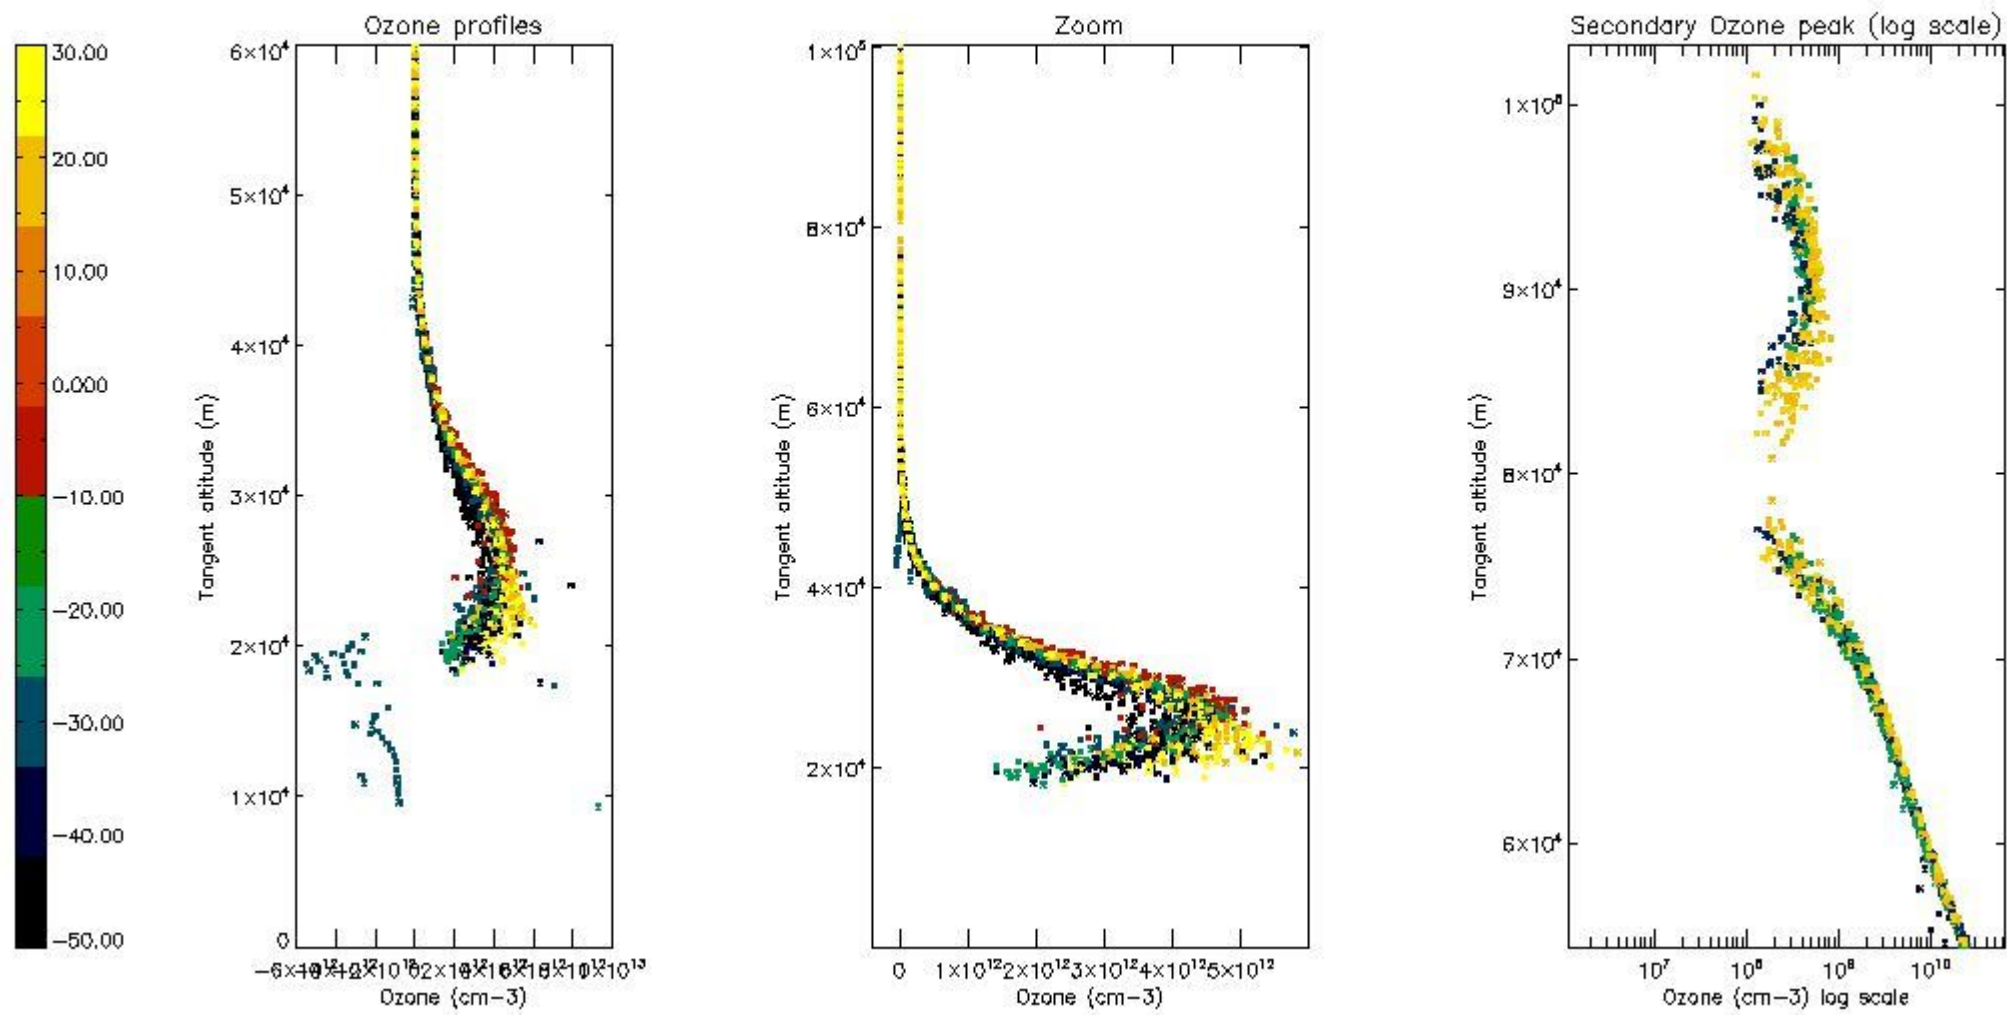 Ozone profiles
Zoom
Secondary Ozone peak (log scale)
30.00
20.00
10.00
0.000
−10.00
−20.00
−30.00
−40.00
−50.00
6×10⁴
5×10⁴
4×10⁴
3×10⁴
2×10⁴
1×10⁴
0
Tangent altitude (m)
Ozone (cm−3)
1×10⁵
8×10⁴
6×10⁴
4×10⁴
2×10⁴
Tangent altitude (m)
0 1×10¹² 2×10¹² 3×10¹² 4×10¹² 5×10¹²
Ozone (cm−3)
1×10⁵
9×10⁴
8×10⁴
7×10⁴
6×10⁴
Tangent altitude (m)
10⁷ 10⁸ 10⁹ 10¹⁰
Ozone (cm−3) log scale